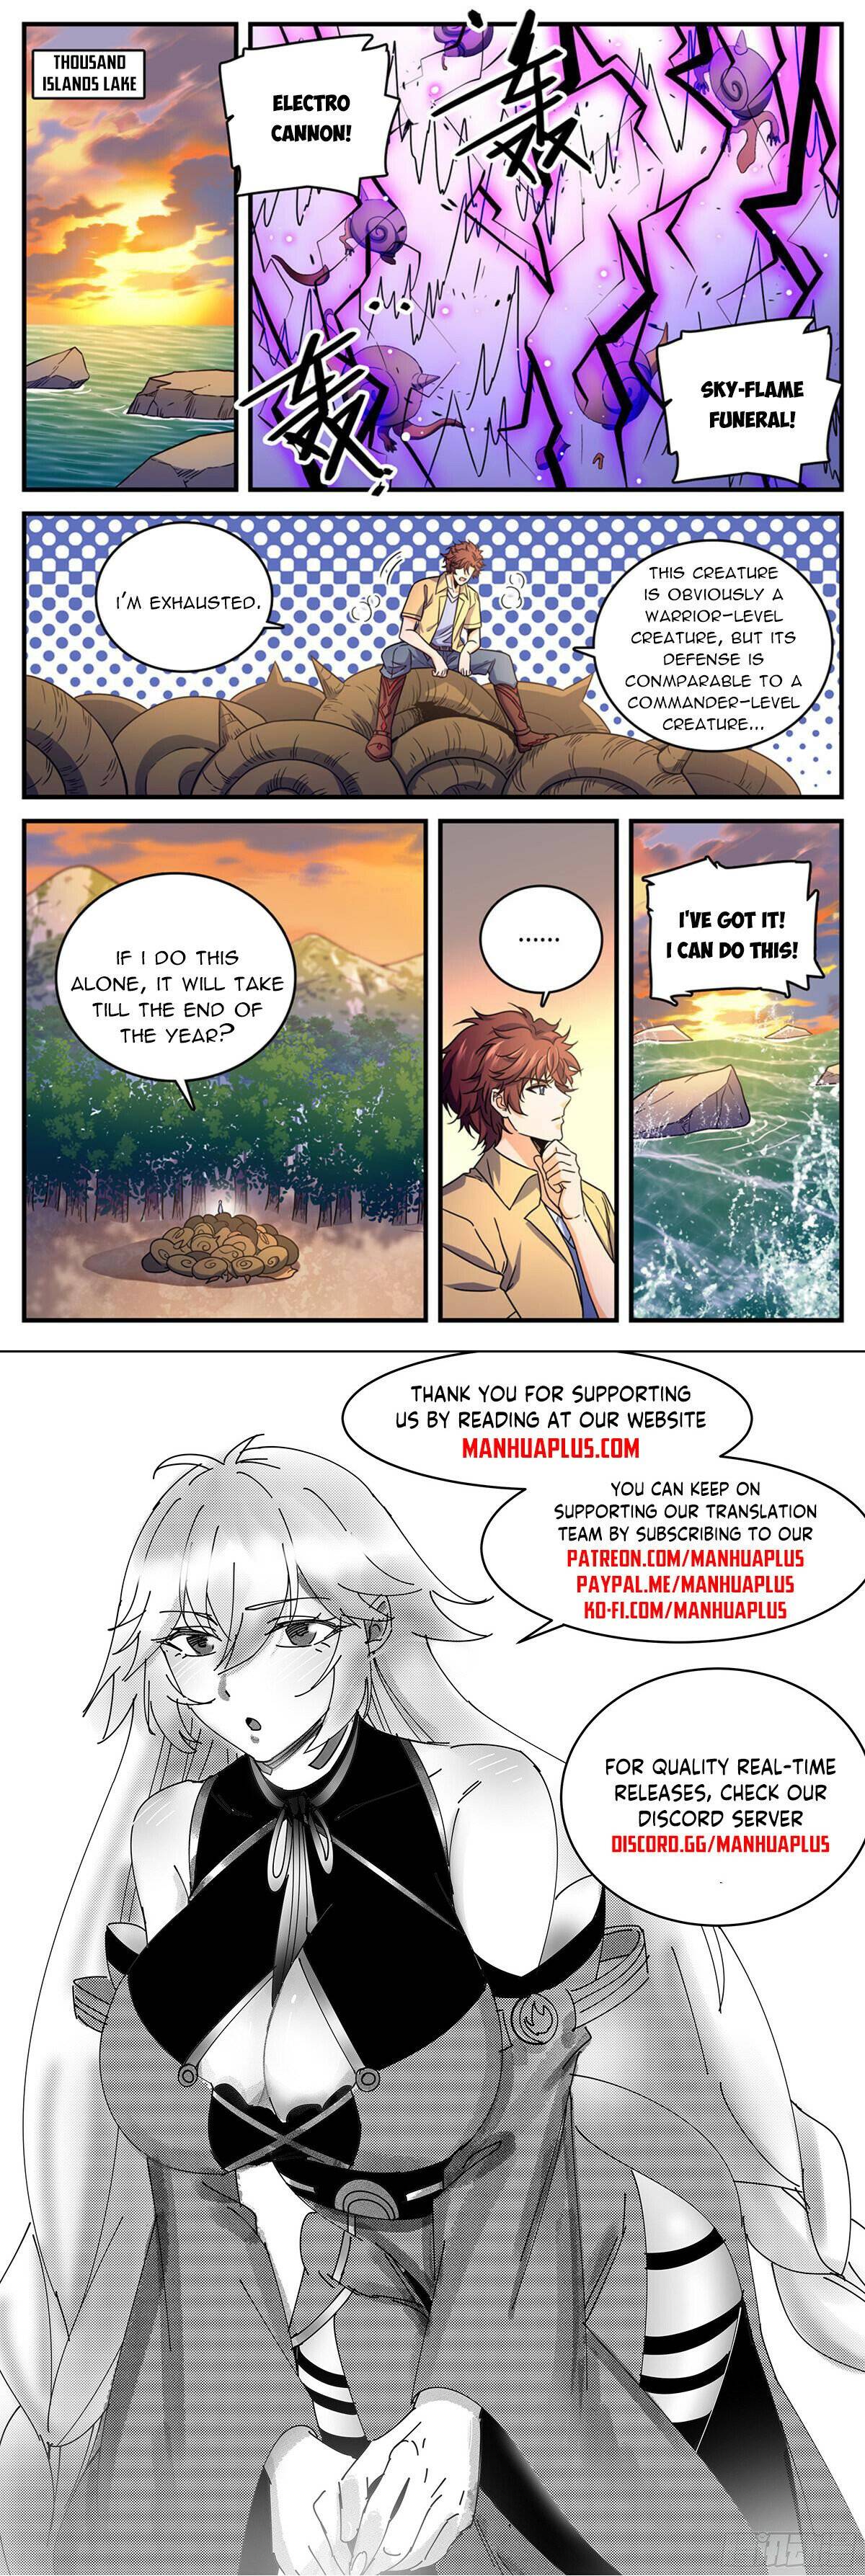 THOUSAND
ISLANDS LAKE
ELECTRO
CANNON!
轰
轰
SKY-FLAME
FUNERAL!
I'M EXHAUSTED.
THIS CREATURE
IS OBVIOUSLY A
WARRIOR-LEVEL
CREATURE, BUT ITS
DEFENSE IS
CONMPARABLE TO A
COMMANDER-LEVEL
CREATURE...
IF I DO THIS
ALONE, IT WILL TAKE
TILL THE END OF
THE YEAR?
......
I'VE GOT IT!
I CAN DO THIS!
THANK YOU FOR SUPPORTING
US BY READING AT OUR WEBSITE
MANHUAPLUS.COM
YOU CAN KEEP ON
SUPPORTING OUR TRANSLATION
TEAM BY SUBSCRIBING TO OUR
PATREON.COM/MANHUAPLUS
PAYPAL.ME/MANHUAPLUS
KO-FI.COM/MANHUAPLUS
FOR QUALITY REAL-TIME
RELEASES, CHECK OUR
DISCORD SERVER
DISCORD.GG/MANHUAPLUS